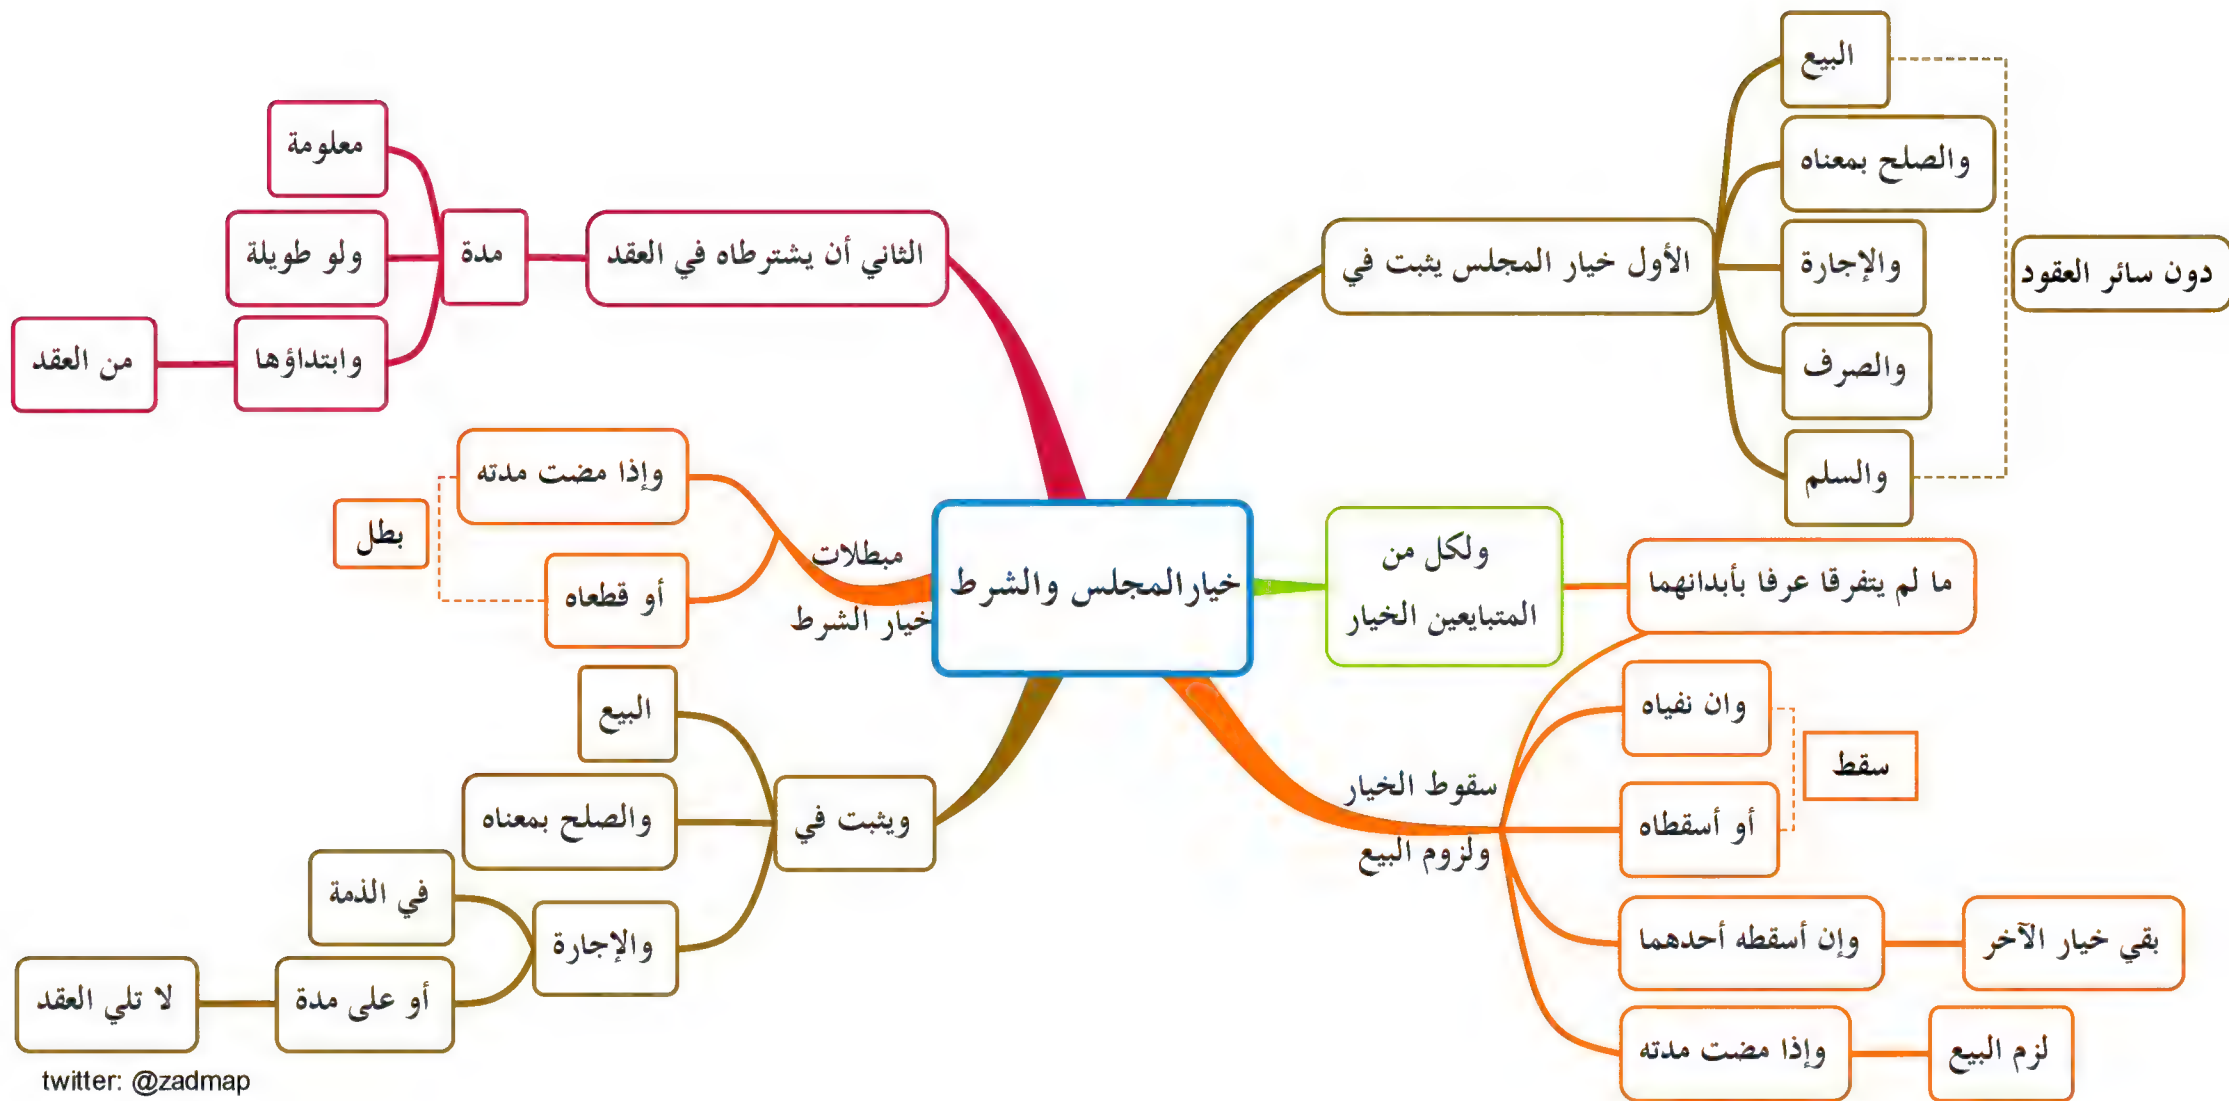 خيارالمجلس والشرط
الأول خيار المجلس يثبت في
البيع
والصلح بمعناه
والإجارة
والصرف
والسلم
دون سائر العقود
ولكل من
المتبايعين الخيار
ما لم يتفرقا عرفا بأبدانهما
سقوط الخيار
ولزوم البيع
وان نفياه
أو أسقطاه
سقط
وإن أسقطه أحدهما
بقي خيار الآخر
وإذا مضت مدته
لزم البيع
الثاني أن يشترطاه في العقد
مدة
معلومة
ولو طويلة
وابتداؤها
من العقد
مبطلات
خيار الشرط
وإذا مضت مدته
أو قطعاه
بطل
ويثبت في
البيع
والصلح بمعناه
والإجارة
في الذمة
أو على مدة
لا تلي العقد
twitter: @zadmap